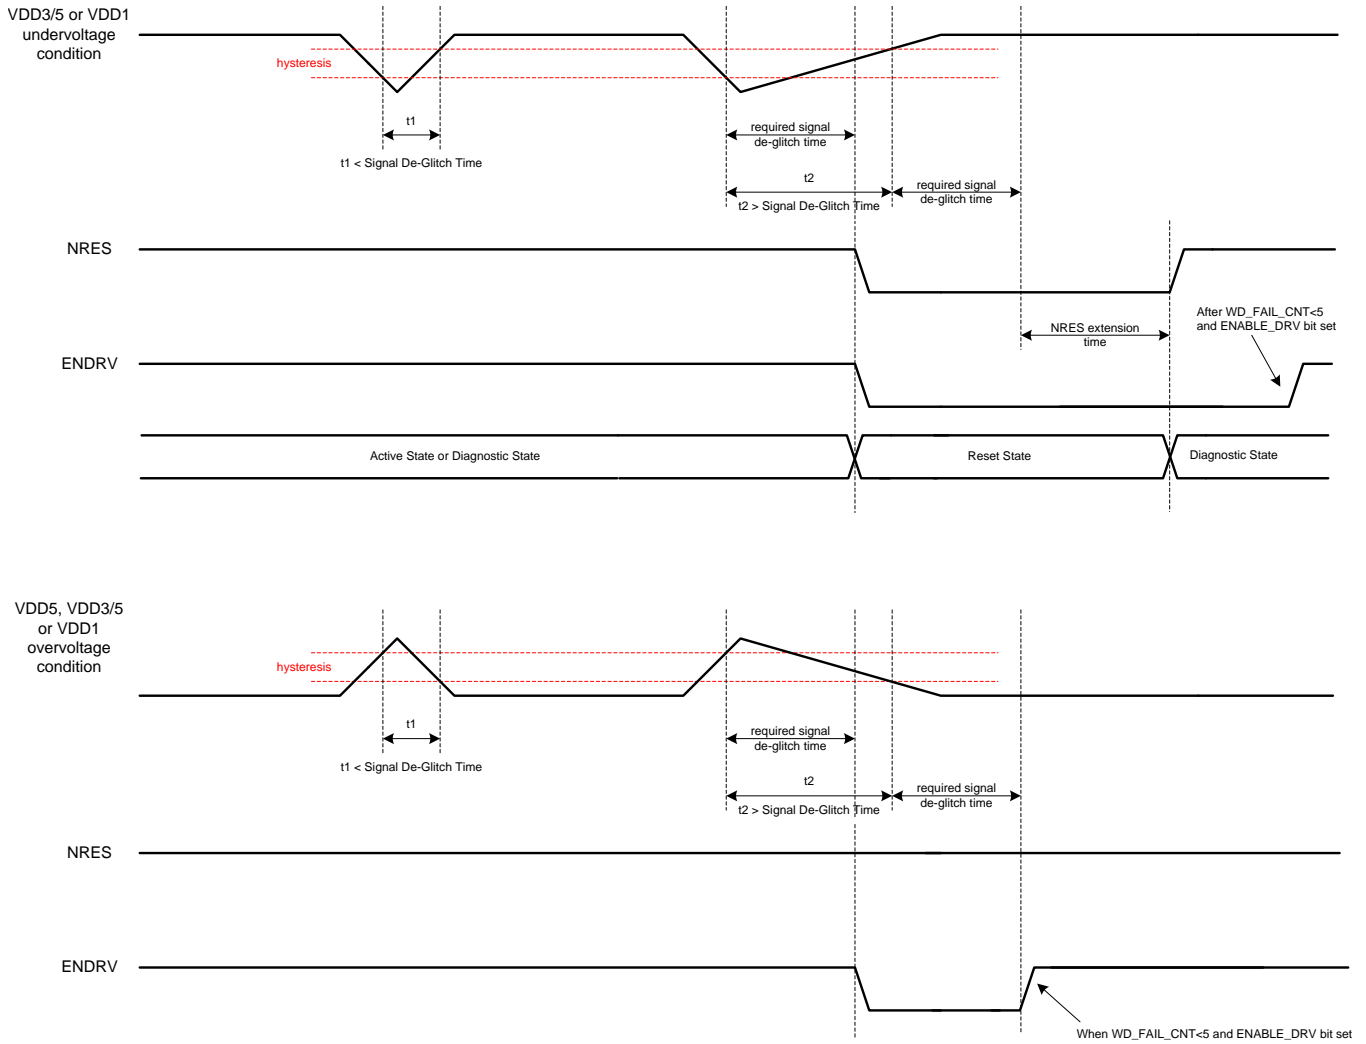 VDD3/5 or VDD1
undervoltage
condition
hysteresis
t1
t1 < Signal De-Glitch Time
required signal
de-glitch time
t2
t2 > Signal De-Glitch Time
required signal
de-glitch time
NRES
NRES extension
time
After WD_FAIL_CNT<5
and ENABLE_DRV bit set
ENDRV
Active State or Diagnostic State
Reset State
Diagnostic State
VDD5, VDD3/5
or VDD1
overvoltage
condition
hysteresis
t1
t1 < Signal De-Glitch Time
required signal
de-glitch time
t2
t2 > Signal De-Glitch Time
required signal
de-glitch time
NRES
ENDRV
When WD_FAIL_CNT<5 and ENABLE_DRV bit set